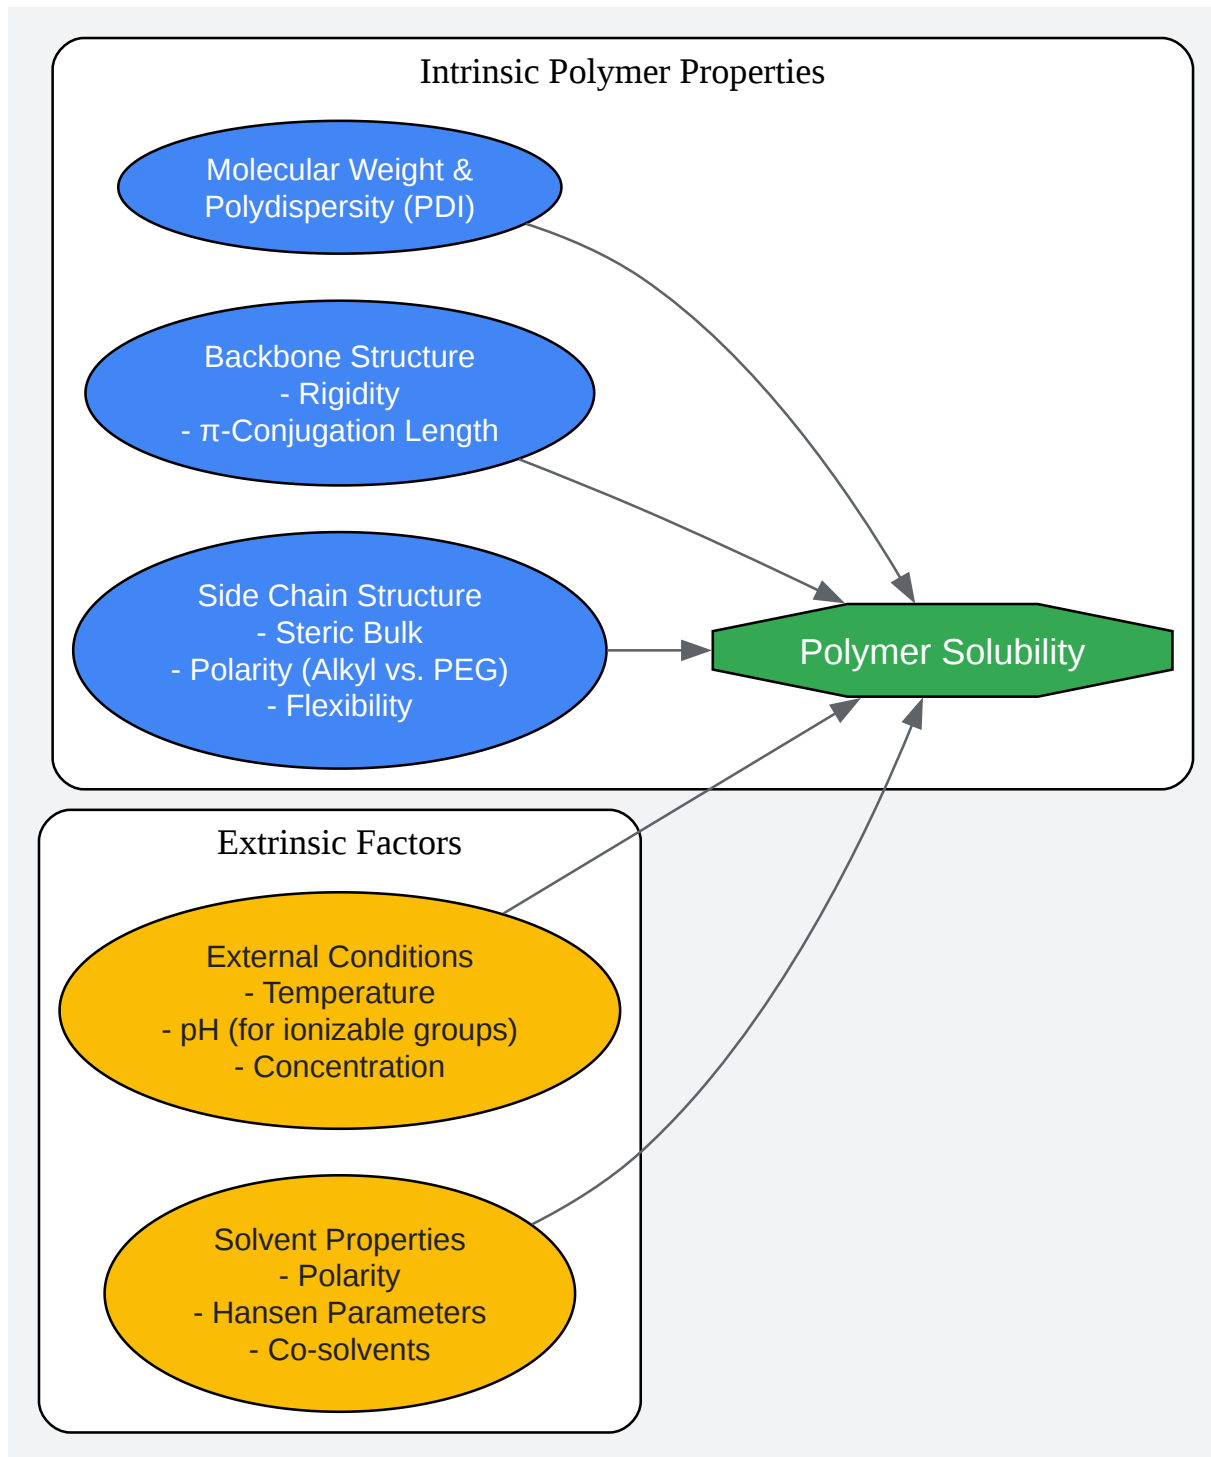 Intrinsic Polymer Properties
Molecular Weight &
Polydispersity (PDI)
Backbone Structure
- Rigidity
- π-Conjugation Length
Side Chain Structure
- Steric Bulk
- Polarity (Alkyl vs. PEG)
- Flexibility
Polymer Solubility
Extrinsic Factors
External Conditions
- Temperature
- pH (for ionizable groups)
- Concentration
Solvent Properties
- Polarity
- Hansen Parameters
- Co-solvents